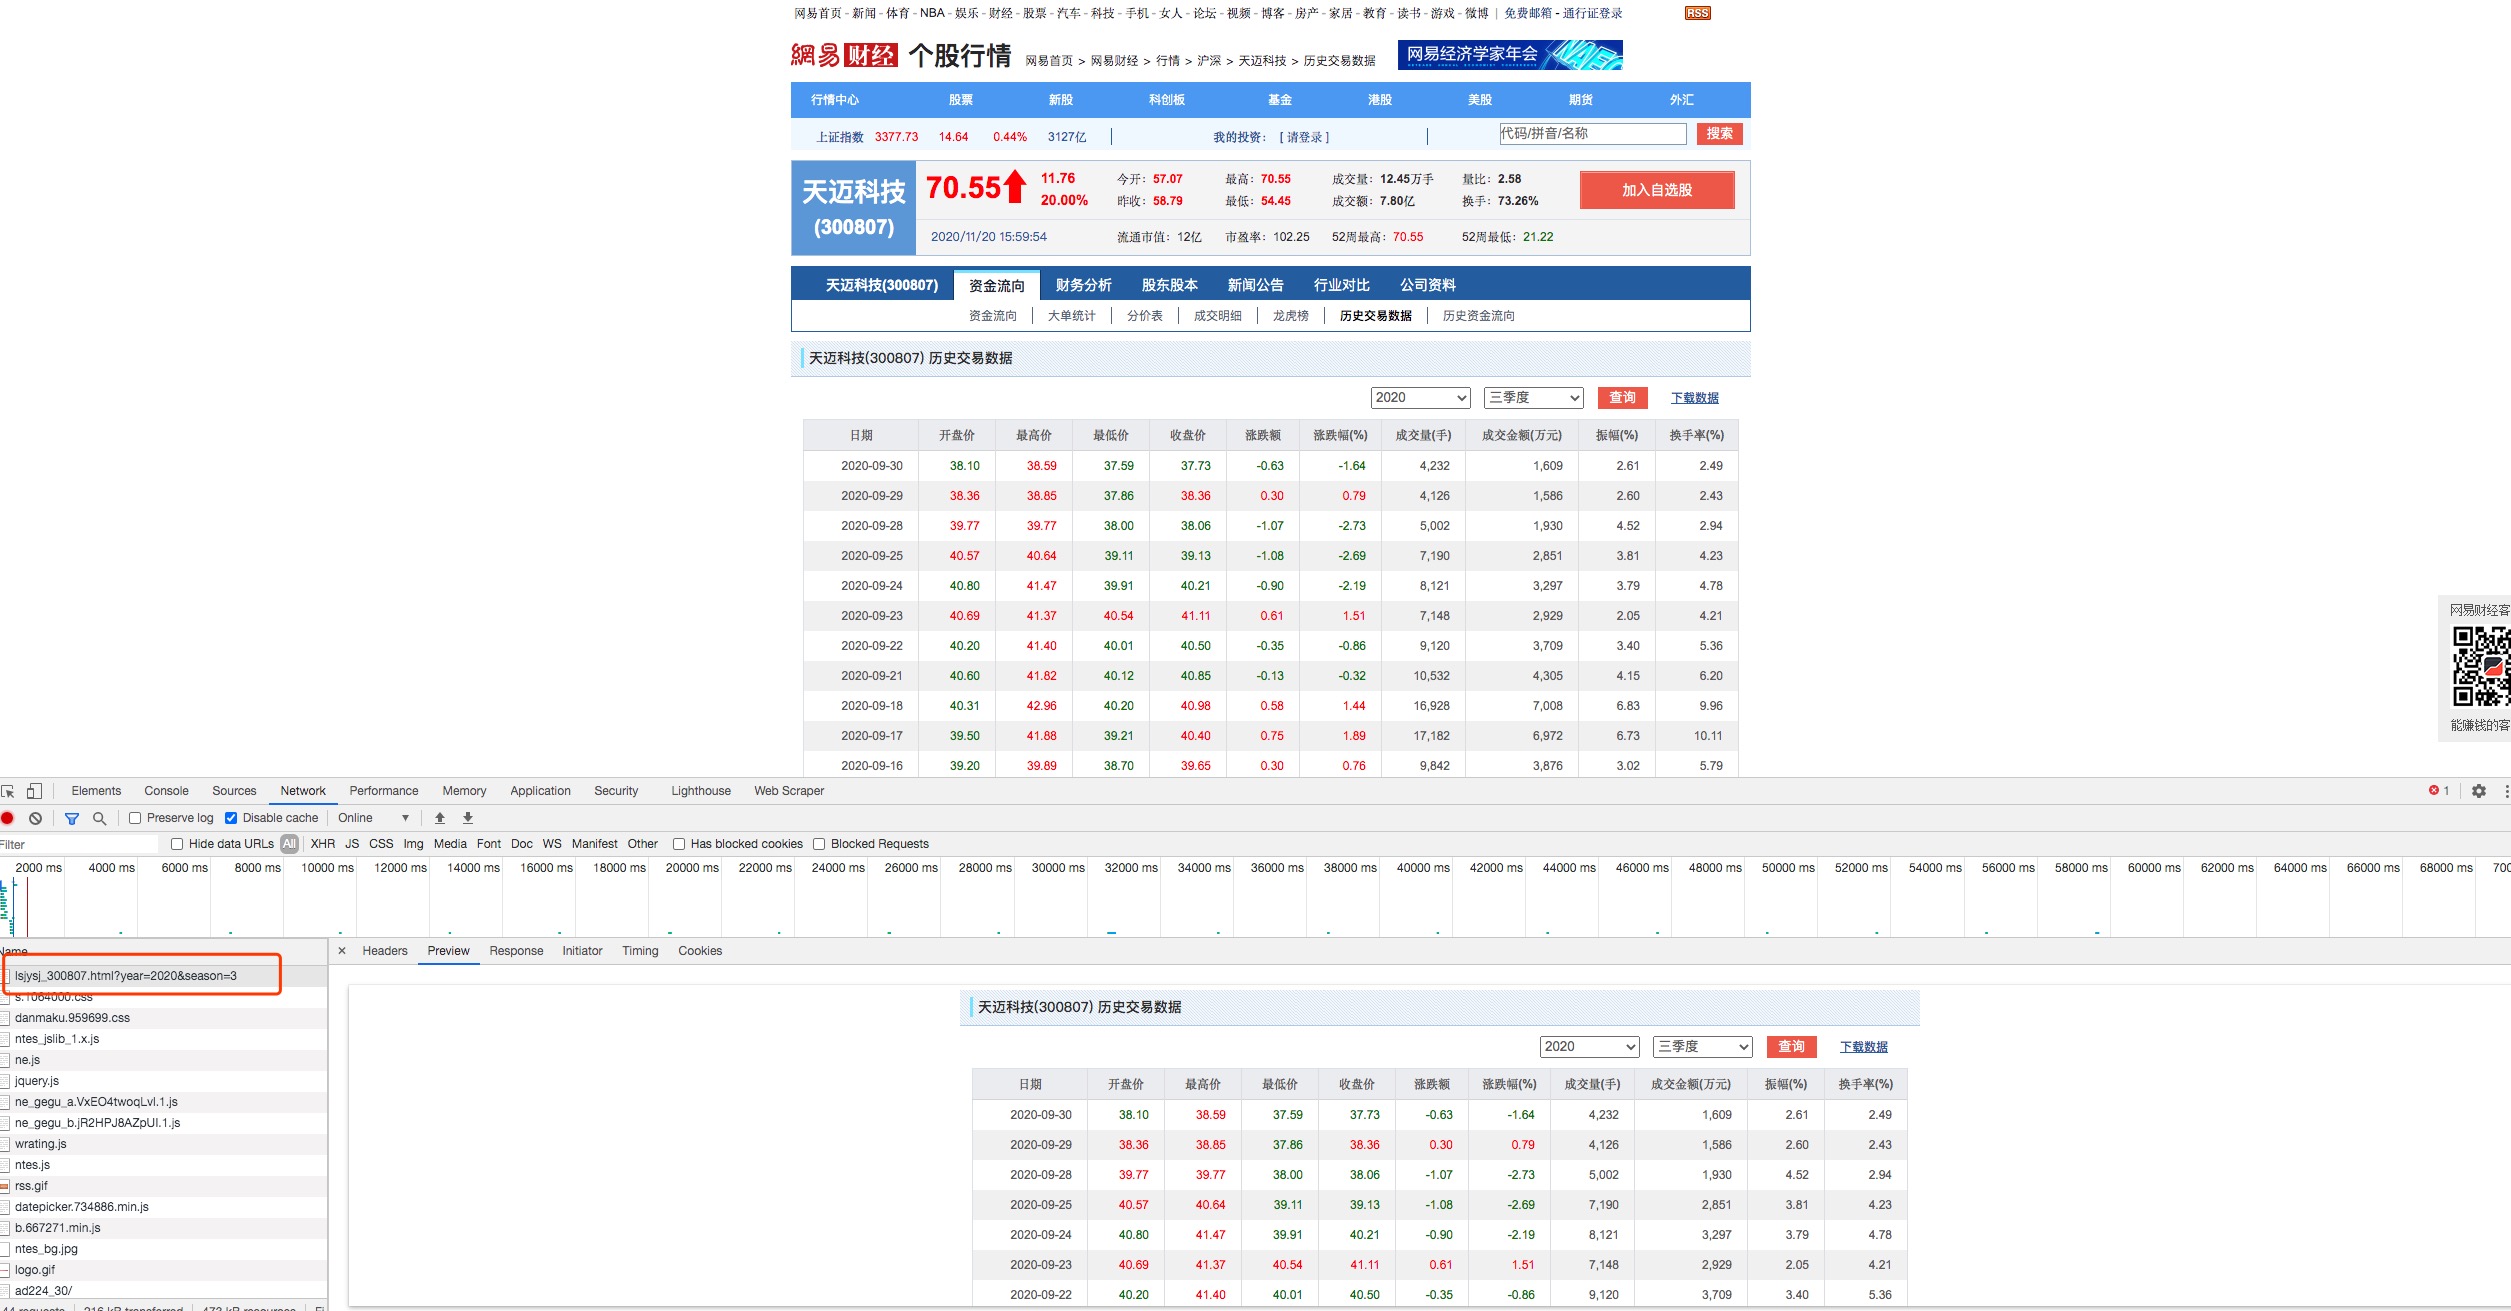 网易首页 - 新闻 - 体育 - NBA - 娱乐 - 财经 - 股票 - 汽车 - 科技 - 手机 - 女人 - 论坛 - 视频 - 博客 - 房产 - 家居 - 教育 - 读书 - 游戏 - 微博 | 免费邮箱 - 通行证登录 RSS
網易 财经 个股行情 网易首页 > 网易财经 > 行情 > 沪深 > 天迈科技 > 历史交易数据 网易经济学家年会 NAEC
行情中心 股票 新股 科创板 基金 港股 美股 期货 外汇
上证指数 3377.73 14.64 0.44% 3127亿 我的投资： [ 请登录 ] 代码/拼音/名称 搜索
天迈科技 (300807)
70.55 11.76 20.00%
今开：57.07 最高：70.55 成交量：12.45万手 量比：2.58 加入自选股
昨收：58.79 最低：54.45 成交额：7.80亿 换手：73.26%
2020/11/20 15:59:54 流通市值：12亿 市盈率：102.25 52周最高：70.55 52周最低：21.22
天迈科技(300807) 资金流向 财务分析 股东股本 新闻公告 行业对比 公司资料
资金流向 大单统计 分价表 成交明细 龙虎榜 历史交易数据 历史资金流向
天迈科技(300807) 历史交易数据
2020 三季度 查询 下载数据
日期 开盘价 最高价 最低价 收盘价 涨跌额 涨跌幅(%) 成交量(手) 成交金额(万元) 振幅(%) 换手率(%)
2020-09-30 38.10 38.59 37.59 37.73 -0.63 -1.64 4,232 1,609 2.61 2.49
2020-09-29 38.36 38.85 37.86 38.36 0.30 0.79 4,126 1,586 2.60 2.43
2020-09-28 39.77 39.77 38.00 38.06 -1.07 -2.73 5,002 1,930 4.52 2.94
2020-09-25 40.57 40.64 39.11 39.13 -1.08 -2.69 7,190 2,851 3.81 4.23
2020-09-24 40.80 41.47 39.91 40.21 -0.90 -2.19 8,121 3,297 3.79 4.78
2020-09-23 40.69 41.37 40.54 41.11 0.61 1.51 7,148 2,929 2.05 4.21
2020-09-22 40.20 41.40 40.01 40.50 -0.35 -0.86 9,120 3,709 3.40 5.36
2020-09-21 40.60 41.82 40.12 40.85 -0.13 -0.32 10,532 4,305 4.15 6.20
2020-09-18 40.31 42.96 40.20 40.98 0.58 1.44 16,928 7,008 6.83 9.96
2020-09-17 39.50 41.88 39.21 40.40 0.75 1.89 17,182 6,972 6.73 10.11
2020-09-16 39.20 39.89 38.70 39.65 0.30 0.76 9,842 3,876 3.02 5.79
网易财经客
能赚钱的客
Elements Console Sources Network Performance Memory Application Security Lighthouse Web Scraper 1
Preserve log Disable cache Online
Filter Hide data URLs All XHR JS CSS Img Media Font Doc WS Manifest Other Has blocked cookies Blocked Requests
2000 ms 4000 ms 6000 ms 8000 ms 10000 ms 12000 ms 14000 ms 16000 ms 18000 ms 20000 ms 22000 ms 24000 ms 26000 ms 28000 ms 30000 ms 32000 ms 34000 ms 36000 ms 38000 ms 40000 ms 42000 ms 44000 ms 46000 ms 48000 ms 50000 ms 52000 ms 54000 ms 56000 ms 58000 ms 60000 ms 62000 ms 64000 ms 66000 ms 68000 ms 700
Name
lsjysj_300807.html?year=2020&season=3
s.1064000.css
danmaku.959699.css
ntes_jslib_1.x.js
ne.js
jquery.js
ne_gegu_a.VxEO4twoqLvI.1.js
ne_gegu_b.jR2HPJ8AZpUI.1.js
wrating.js
ntes.js
rss.gif
datepicker.734886.min.js
b.667271.min.js
ntes_bg.jpg
logo.gif
ad224_30/
44 requests 216 kB transferred 473 kB resources Fi
× Headers Preview Response Initiator Timing Cookies
天迈科技(300807) 历史交易数据
2020 三季度 查询 下载数据
日期 开盘价 最高价 最低价 收盘价 涨跌额 涨跌幅(%) 成交量(手) 成交金额(万元) 振幅(%) 换手率(%)
2020-09-30 38.10 38.59 37.59 37.73 -0.63 -1.64 4,232 1,609 2.61 2.49
2020-09-29 38.36 38.85 37.86 38.36 0.30 0.79 4,126 1,586 2.60 2.43
2020-09-28 39.77 39.77 38.00 38.06 -1.07 -2.73 5,002 1,930 4.52 2.94
2020-09-25 40.57 40.64 39.11 39.13 -1.08 -2.69 7,190 2,851 3.81 4.23
2020-09-24 40.80 41.47 39.91 40.21 -0.90 -2.19 8,121 3,297 3.79 4.78
2020-09-23 40.69 41.37 40.54 41.11 0.61 1.51 7,148 2,929 2.05 4.21
2020-09-22 40.20 41.40 40.01 40.50 -0.35 -0.86 9,120 3,709 3.40 5.36